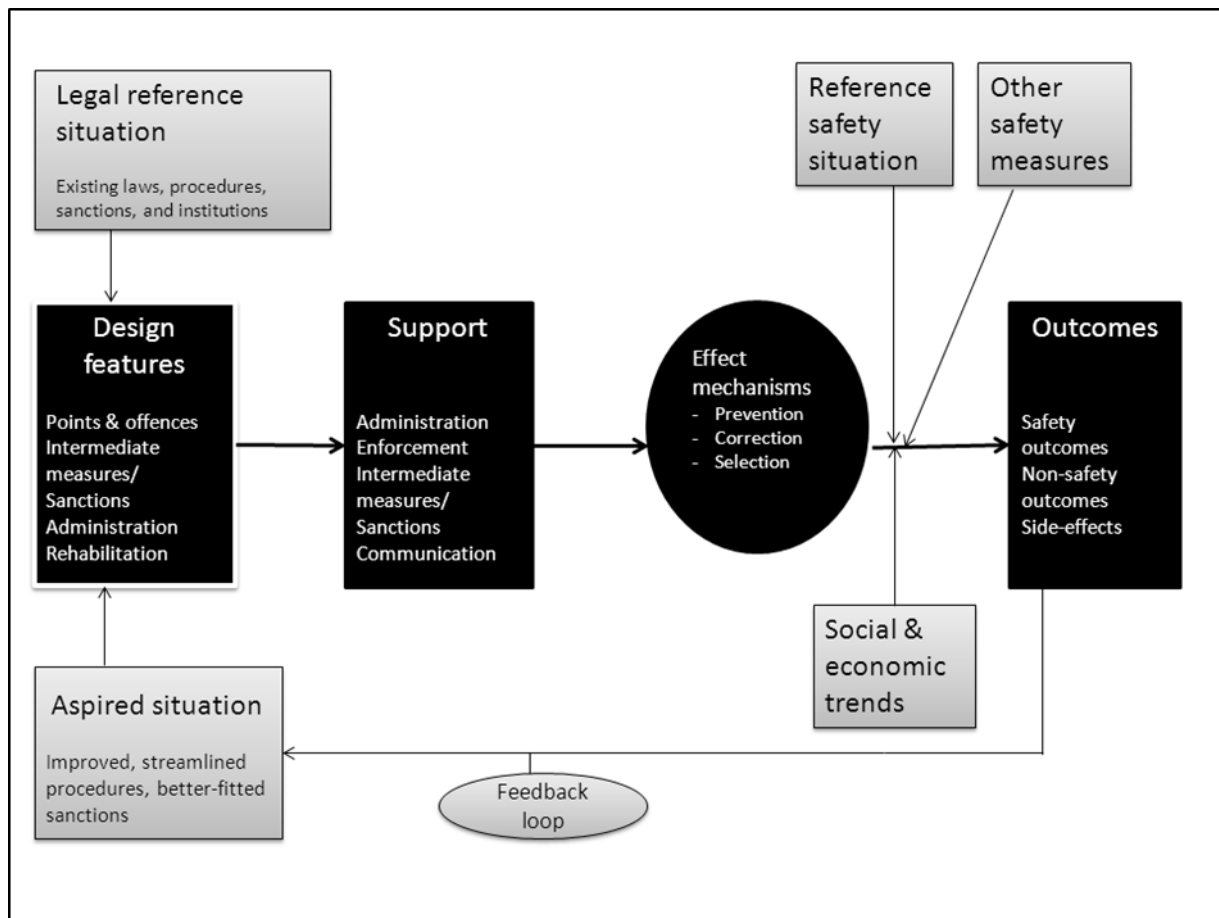 Legal reference
situation
Existing laws, procedures,
sanctions, and institutions
Reference
safety
situation
Other
safety
measures
Design
features
Points & offences
Intermediate
measures/
Sanctions
Administration
Rehabilitation
Support
Administration
Enforcement
Intermediate
measures/
Sanctions
Communication
Effect
mechanisms
- Prevention
- Correction
- Selection
Outcomes
Safety
outcomes
Non-safety
outcomes
Side-effects
Social &
economic
trends
Aspired situation
Improved, streamlined
procedures, better-fitted
sanctions
Feedback
loop